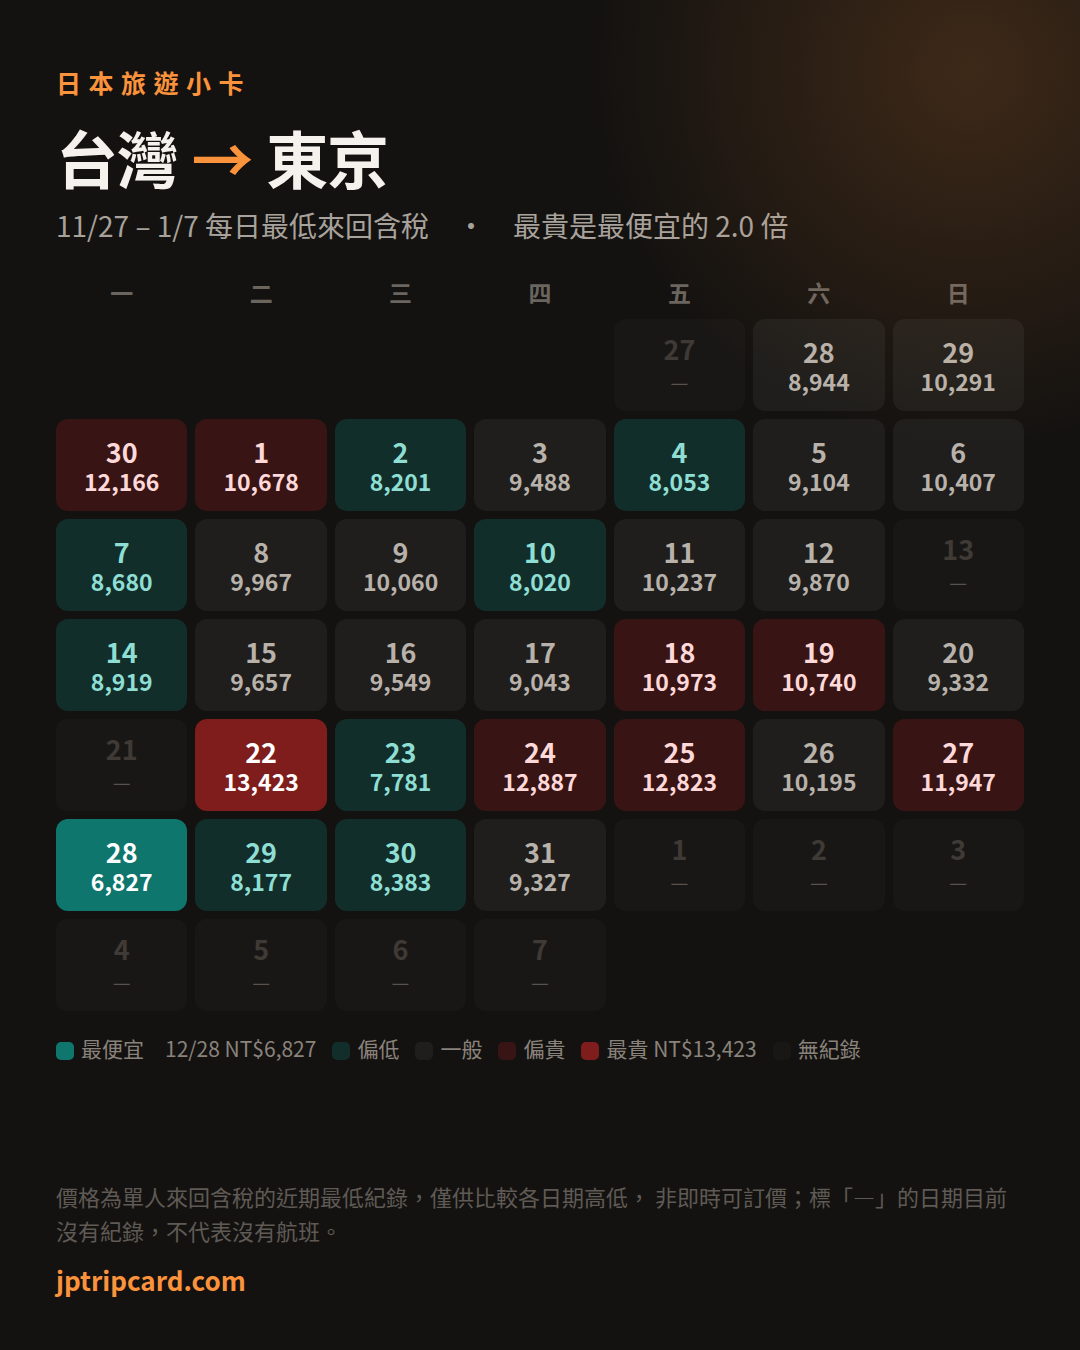 日本旅遊小卡
台灣 → 東京
11/27 – 1/7 每日最低來回含稅 ・ 最貴是最便宜的 2.0 倍
一 二 三 四 五 六 日
27 28 29
— 8,944 10,291
30 1 2 3 4 5 6
12,166 10,678 8,201 9,488 8,053 9,104 10,407
7 8 9 10 11 12 13
8,680 9,967 10,060 8,020 10,237 9,870 —
14 15 16 17 18 19 20
8,919 9,657 9,549 9,043 10,973 10,740 9,332
21 22 23 24 25 26 27
— 13,423 7,781 12,887 12,823 10,195 11,947
28 29 30 31 1 2 3
6,827 8,177 8,383 9,327 — — —
4 5 6 7
— — — —
最便宜 12/28 NT$6,827 偏低 一般 偏貴 最貴 NT$13,423 無紀錄
價格為單人來回含稅的近期最低紀錄，僅供比較各日期高低， 非即時可訂價；標「—」的日期目前
沒有紀錄，不代表沒有航班。
jptripcard.com